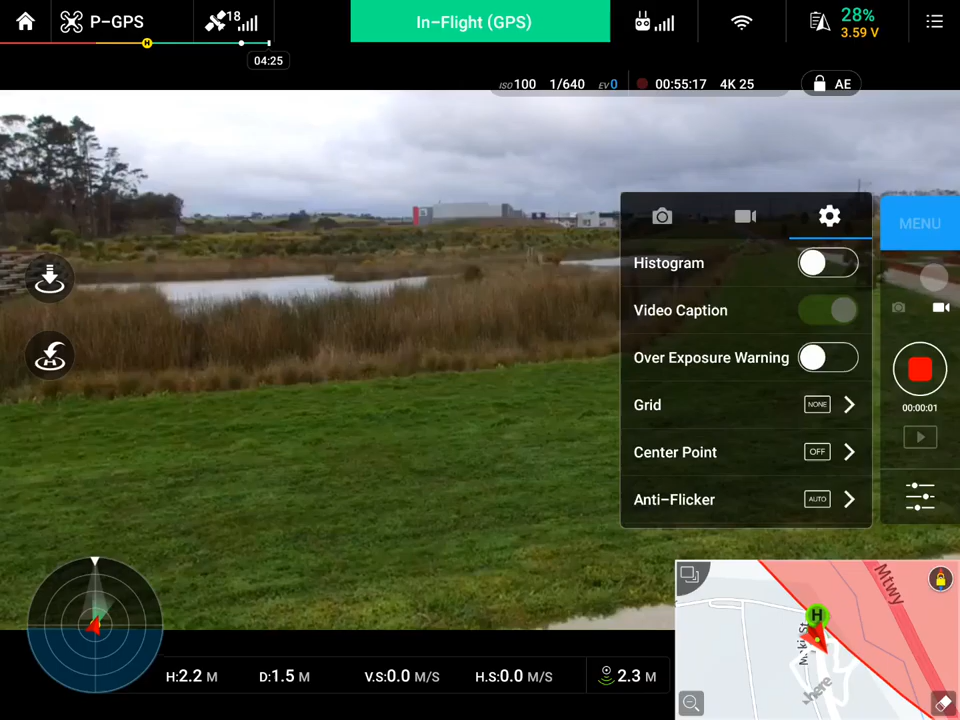 P-GPS
18
In-Flight (GPS)
28%
3.59 V
H
04:25
ISO100 1/640 EV0
00:55:17 4K 25
AE
MENU
Histogram
Video Caption
Over Exposure Warning
Grid NONE
Center Point OFF
Anti-Flicker AUTO
00:00:01
H
Mtwy
H
here
H:2.2 M D:1.5 M V.S:0.0 M/S H.S:0.0 M/S 2.3 M